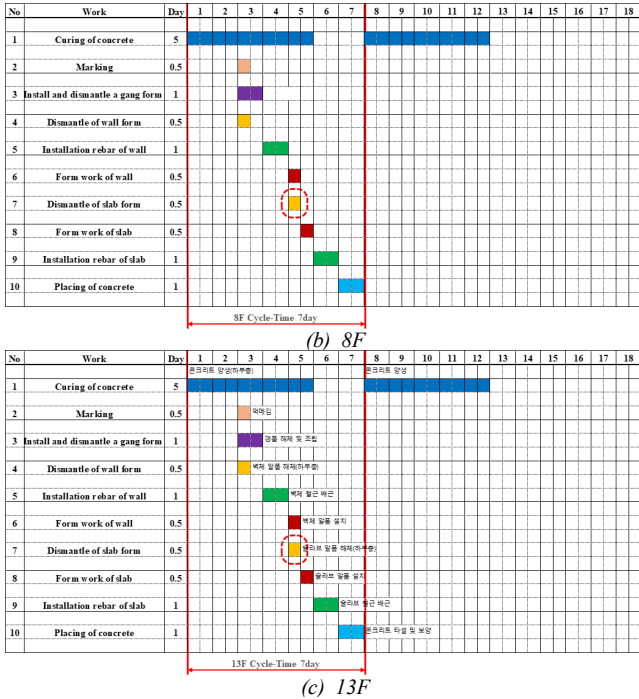 No Work Day 1 2 3 4 5 6 7 8 9 10 11 12 13 14 15 16 17 18
1 Curing of concrete 5
2 Marking 0.5
3 Install and dismantle a gang form 1
4 Dismantle of wall form 0.5
5 Installation rebar of wall 1
6 Form work of wall 0.5
7 Dismantle of slab form 0.5
8 Form work of slab 0.5
9 Installation rebar of slab 1
10 Placing of concrete 1
8F Cycle-Time 7day
(b) 8F
No Work Day 1 2 3 4 5 6 7 8 9 10 11 12 13 14 15 16 17 18
콘크리트 양생(하부층) 콘크리트 양생
1 Curing of concrete 5
2 Marking 0.5 먹메김
3 Install and dismantle a gang form 1 갱폼 해체 및 조립
4 Dismantle of wall form 0.5 벽체 알폼 해체(하부층)
5 Installation rebar of wall 1 벽체 철근 배근
6 Form work of wall 0.5 벽체 알폼 설치
7 Dismantle of slab form 0.5 슬라브 알폼 해체(하부층)
8 Form work of slab 0.5 슬라브 알폼 설치
9 Installation rebar of slab 1 슬라브 철근 배근
10 Placing of concrete 1 콘크리트 타설 및 보양
13F Cycle-Time 7day
(c) 13F